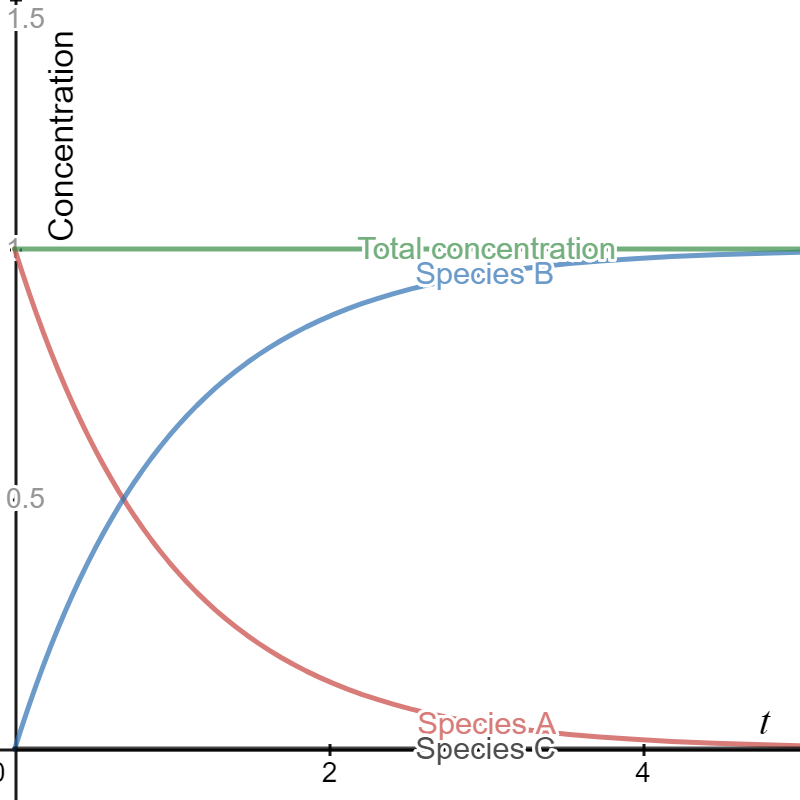 1.5
Concentration
1
Total concentration
Species B
0.5
Species A
t
Species C
0
2
4